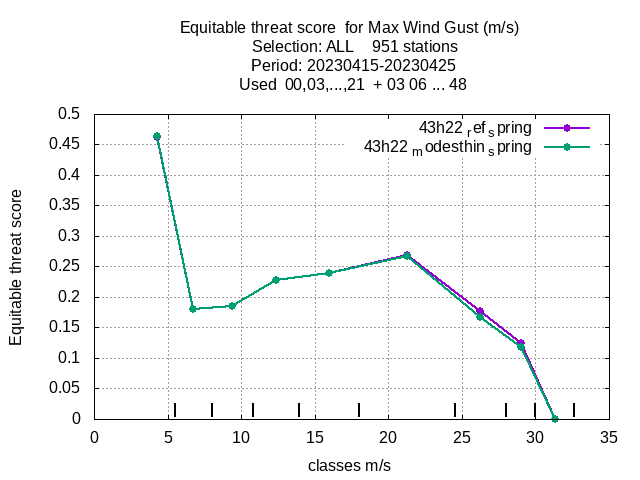 Equitable threat score  for Max Wind Gust (m/s)
Selection: ALL    951 stations
Period: 20230415-20230425
Used  00,03,...,21  + 03 06 ... 48
43h22 ref spring
43h22 modesthin spring
0.5
0.45
0.4
0.35
0.3
0.25
0.2
0.15
0.1
0.05
0
Equitable threat score
0 5 10 15 20 25 30 35
classes m/s